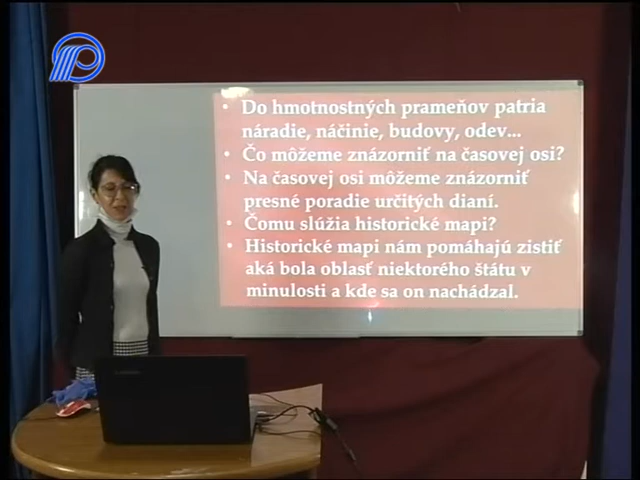 • Do hmotnostných prameňov patria
náradie, náčinie, budovy, odev...
• Čo môžeme znázorniť na časovej osi?
• Na časovej osi môžeme znázorniť
presné poradie určitých dianí.
• Čomu slúžia historické mapi?
• Historické mapi nám pomáhajú zistiť
aká bola oblasť niektorého štátu v
minulosti a kde sa on nachádzal.